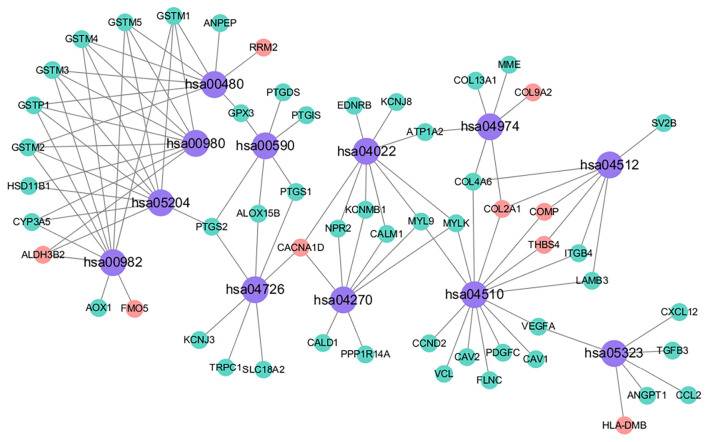 GSTM5
GSTM1
ANPEP
GSTM4
RRM2
GSTM3
hsa00480
PTGDS
GSTP1
GPX3
PTGIS
GSTM2
hsa00980
hsa00590
HSD11B1
PTGS1
CYP3A5
hsa05204
ALOX15B
PTGS2
ALDH3B2
hsa00982
AOX1
FMO5
hsa04726
KCNJ3
TRPC1
SLC18A2
EDNRB
KCNJ8
ATP1A2
hsa04022
KCNMB1
NPR2
CALM1
MYL9
MYLK
CACNA1D
hsa04270
CALD1
PPP1R14A
MME
COL13A1
COL9A2
hsa04974
SV2B
hsa04512
COL4A6
COL2A1
COMP
THBS4
ITGB4
LAMB3
hsa04510
VEGFA
CCND2
CAV2
PDGFC
CAV1
VCL
FLNC
CXCL12
hsa05323
TGFB3
ANGPT1
CCL2
HLA-DMB